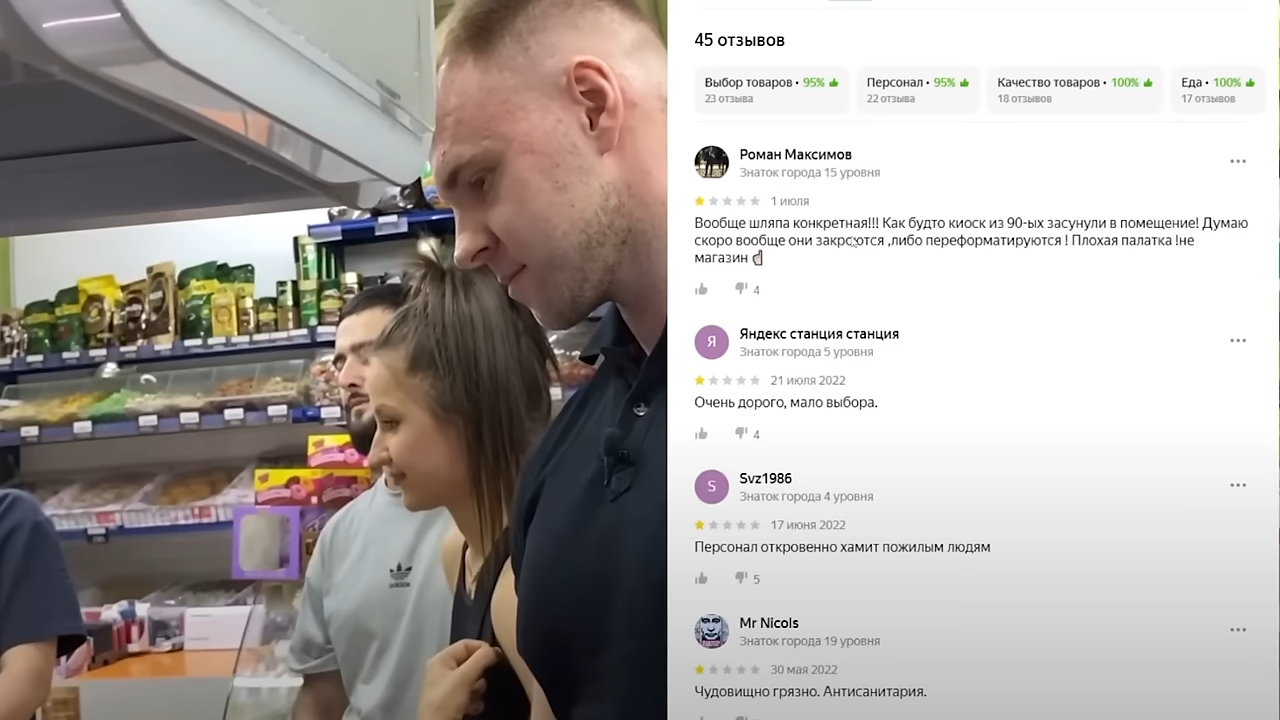 45 отзывов
Выбор товаров • 95%
23 отзыва
Персонал • 95%
22 отзыва
Качество товаров • 100%
18 отзывов
Еда • 100%
17 отзывов
Роман Максимов
Знаток города 15 уровня
1 июля
Вообще шляпа конкретная!!! Как будто киоск из 90-ых засунули в помещение! Думаю
скоро вообще они закроются ,либо переформатируются ! Плохая палатка !не
магазин ☝
4
Я
Яндекс станция станция
Знаток города 5 уровня
21 июля 2022
Очень дорого, мало выбора.
4
S
Svz1986
Знаток города 4 уровня
17 июня 2022
Персонал откровенно хамит пожилым людям
5
Mr Nicols
Знаток города 19 уровня
30 мая 2022
Чудовищно грязно. Антисанитария.
adidas